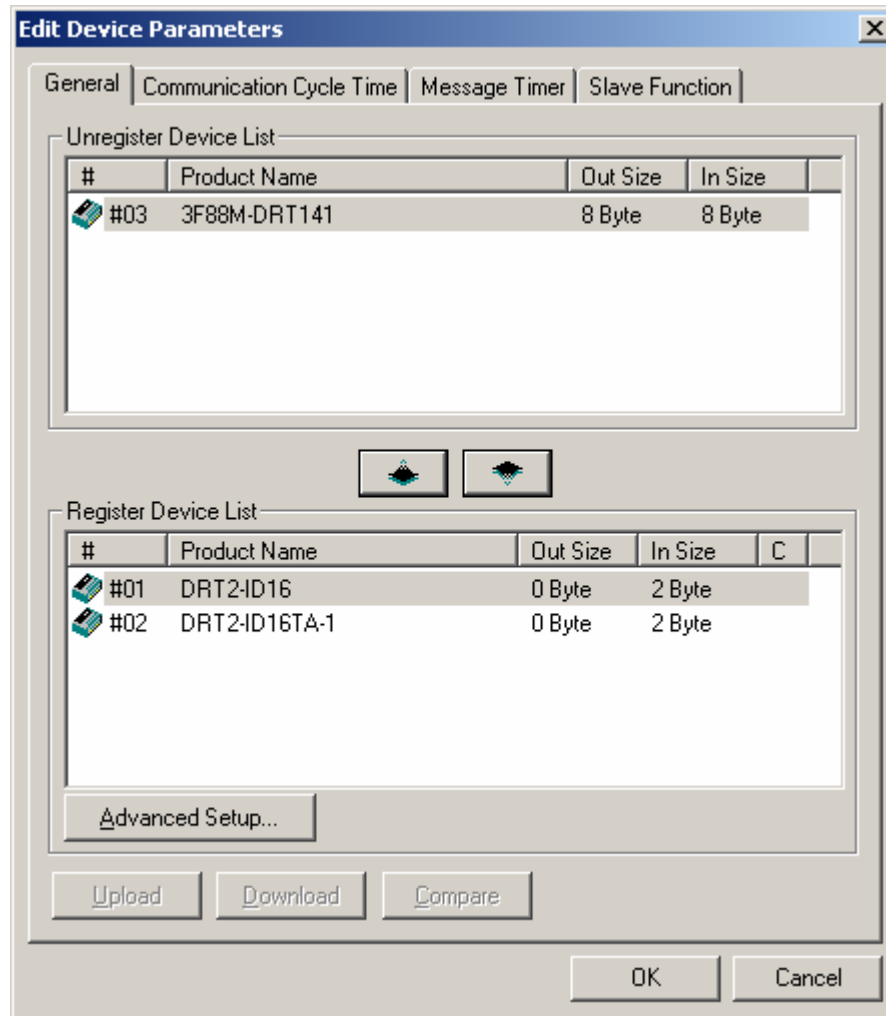 Edit Device Parameters
General Communication Cycle Time Message Timer Slave Function
Unregister Device List
# Product Name Out Size In Size
#03 3F88M-DRT141 8 Byte 8 Byte
Register Device List
# Product Name Out Size In Size C
#01 DRT2-ID16 0 Byte 2 Byte
#02 DRT2-ID16TA-1 0 Byte 2 Byte
Advanced Setup...
Upload Download Compare
OK Cancel